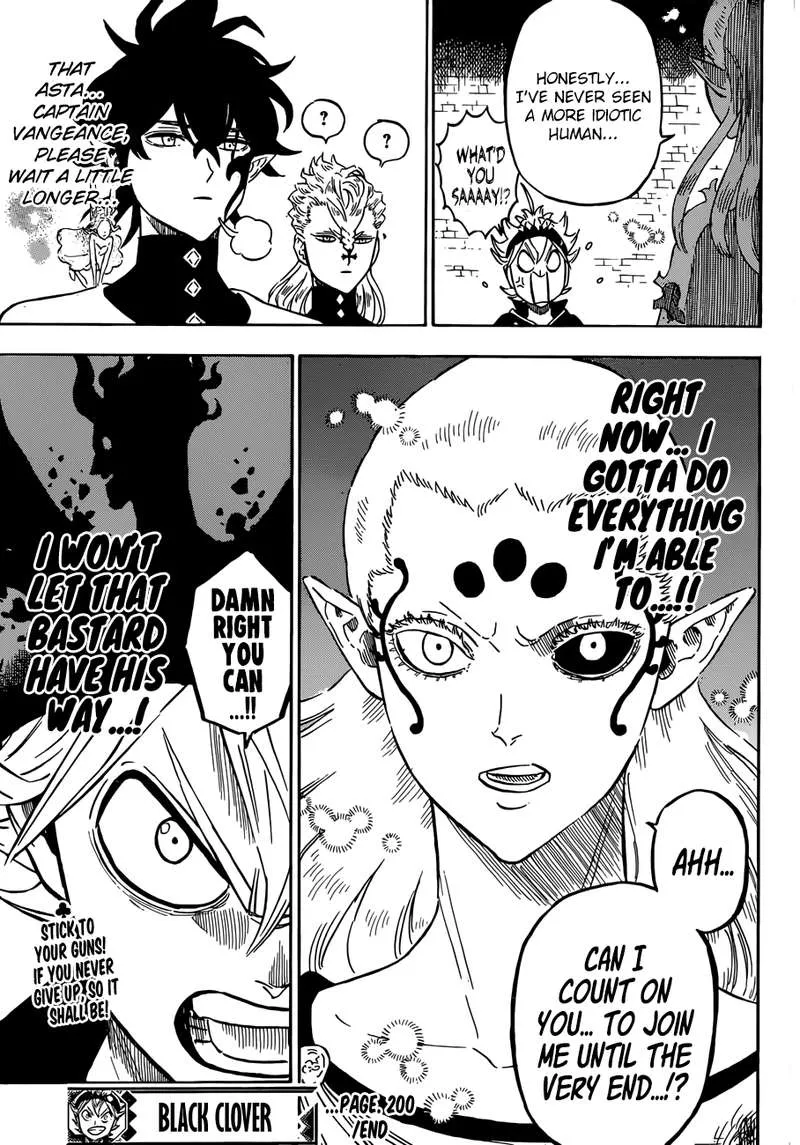 HONESTLY...
I'VE NEVER SEEN
A MORE IDIOTIC
HUMAN...
WHAT'D
YOU
SAAAAY!?
?
?
THAT
ASTA...
CAPTAIN
VANGEANCE,
PLEASE
WAIT A LITTLE
LONGER...
RIGHT
NOW... I
GOTTA DO
EVERYTHING
I'M ABLE
TO....!!
AHH...
CAN I
COUNT ON
YOU... TO JOIN
ME UNTIL THE
VERY END...!?
DAMN
RIGHT
YOU
CAN
...!!
I WON'T
LET THAT
BASTARD
HAVE HIS
WAY....!
STICK TO
YOUR GUNS!
IF YOU NEVER
GIVE UP, SO IT
SHALL BE!
BLACK CLOVER
...PAGE. 200
/END